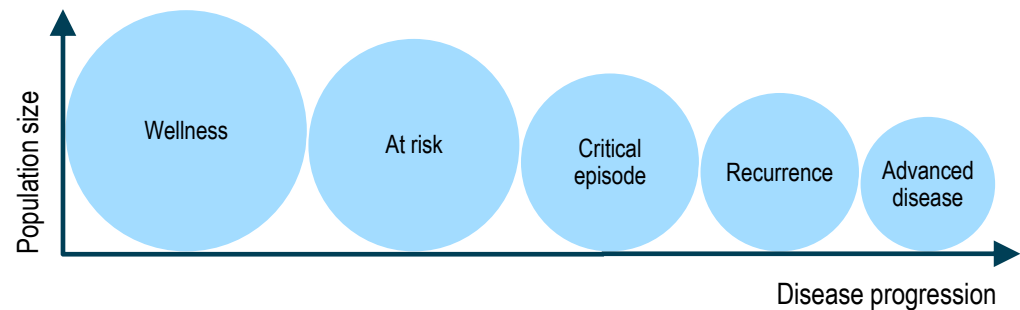 Population size
Wellness
At risk
Critical
episode
Recurrence
Advanced
disease
Disease progression